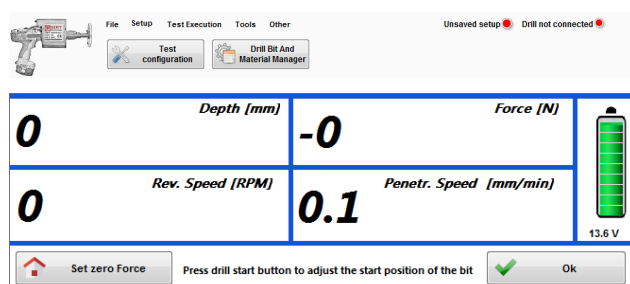 File Setup Test Execution Tools Other
Unsaved setup Drill not connected
Test configuration
Drill Bit And Material Manager
Depth [mm]
0
Force [N]
-0
Rev. Speed [RPM]
0
Penetr. Speed [mm/min]
0.1
13.6 V
Set zero Force
Press drill start button to adjust the start position of the bit
Ok